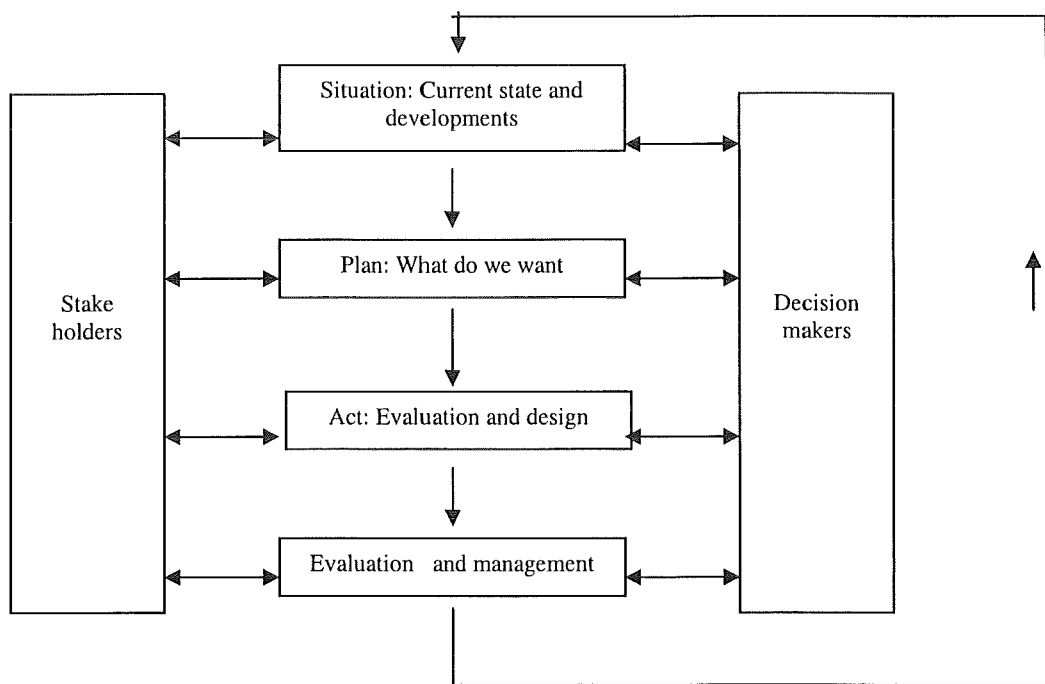 Situation: Current state and
developments
Plan: What do we want
Stake
holders
Decision
makers
Act: Evaluation and design
Evaluation and management